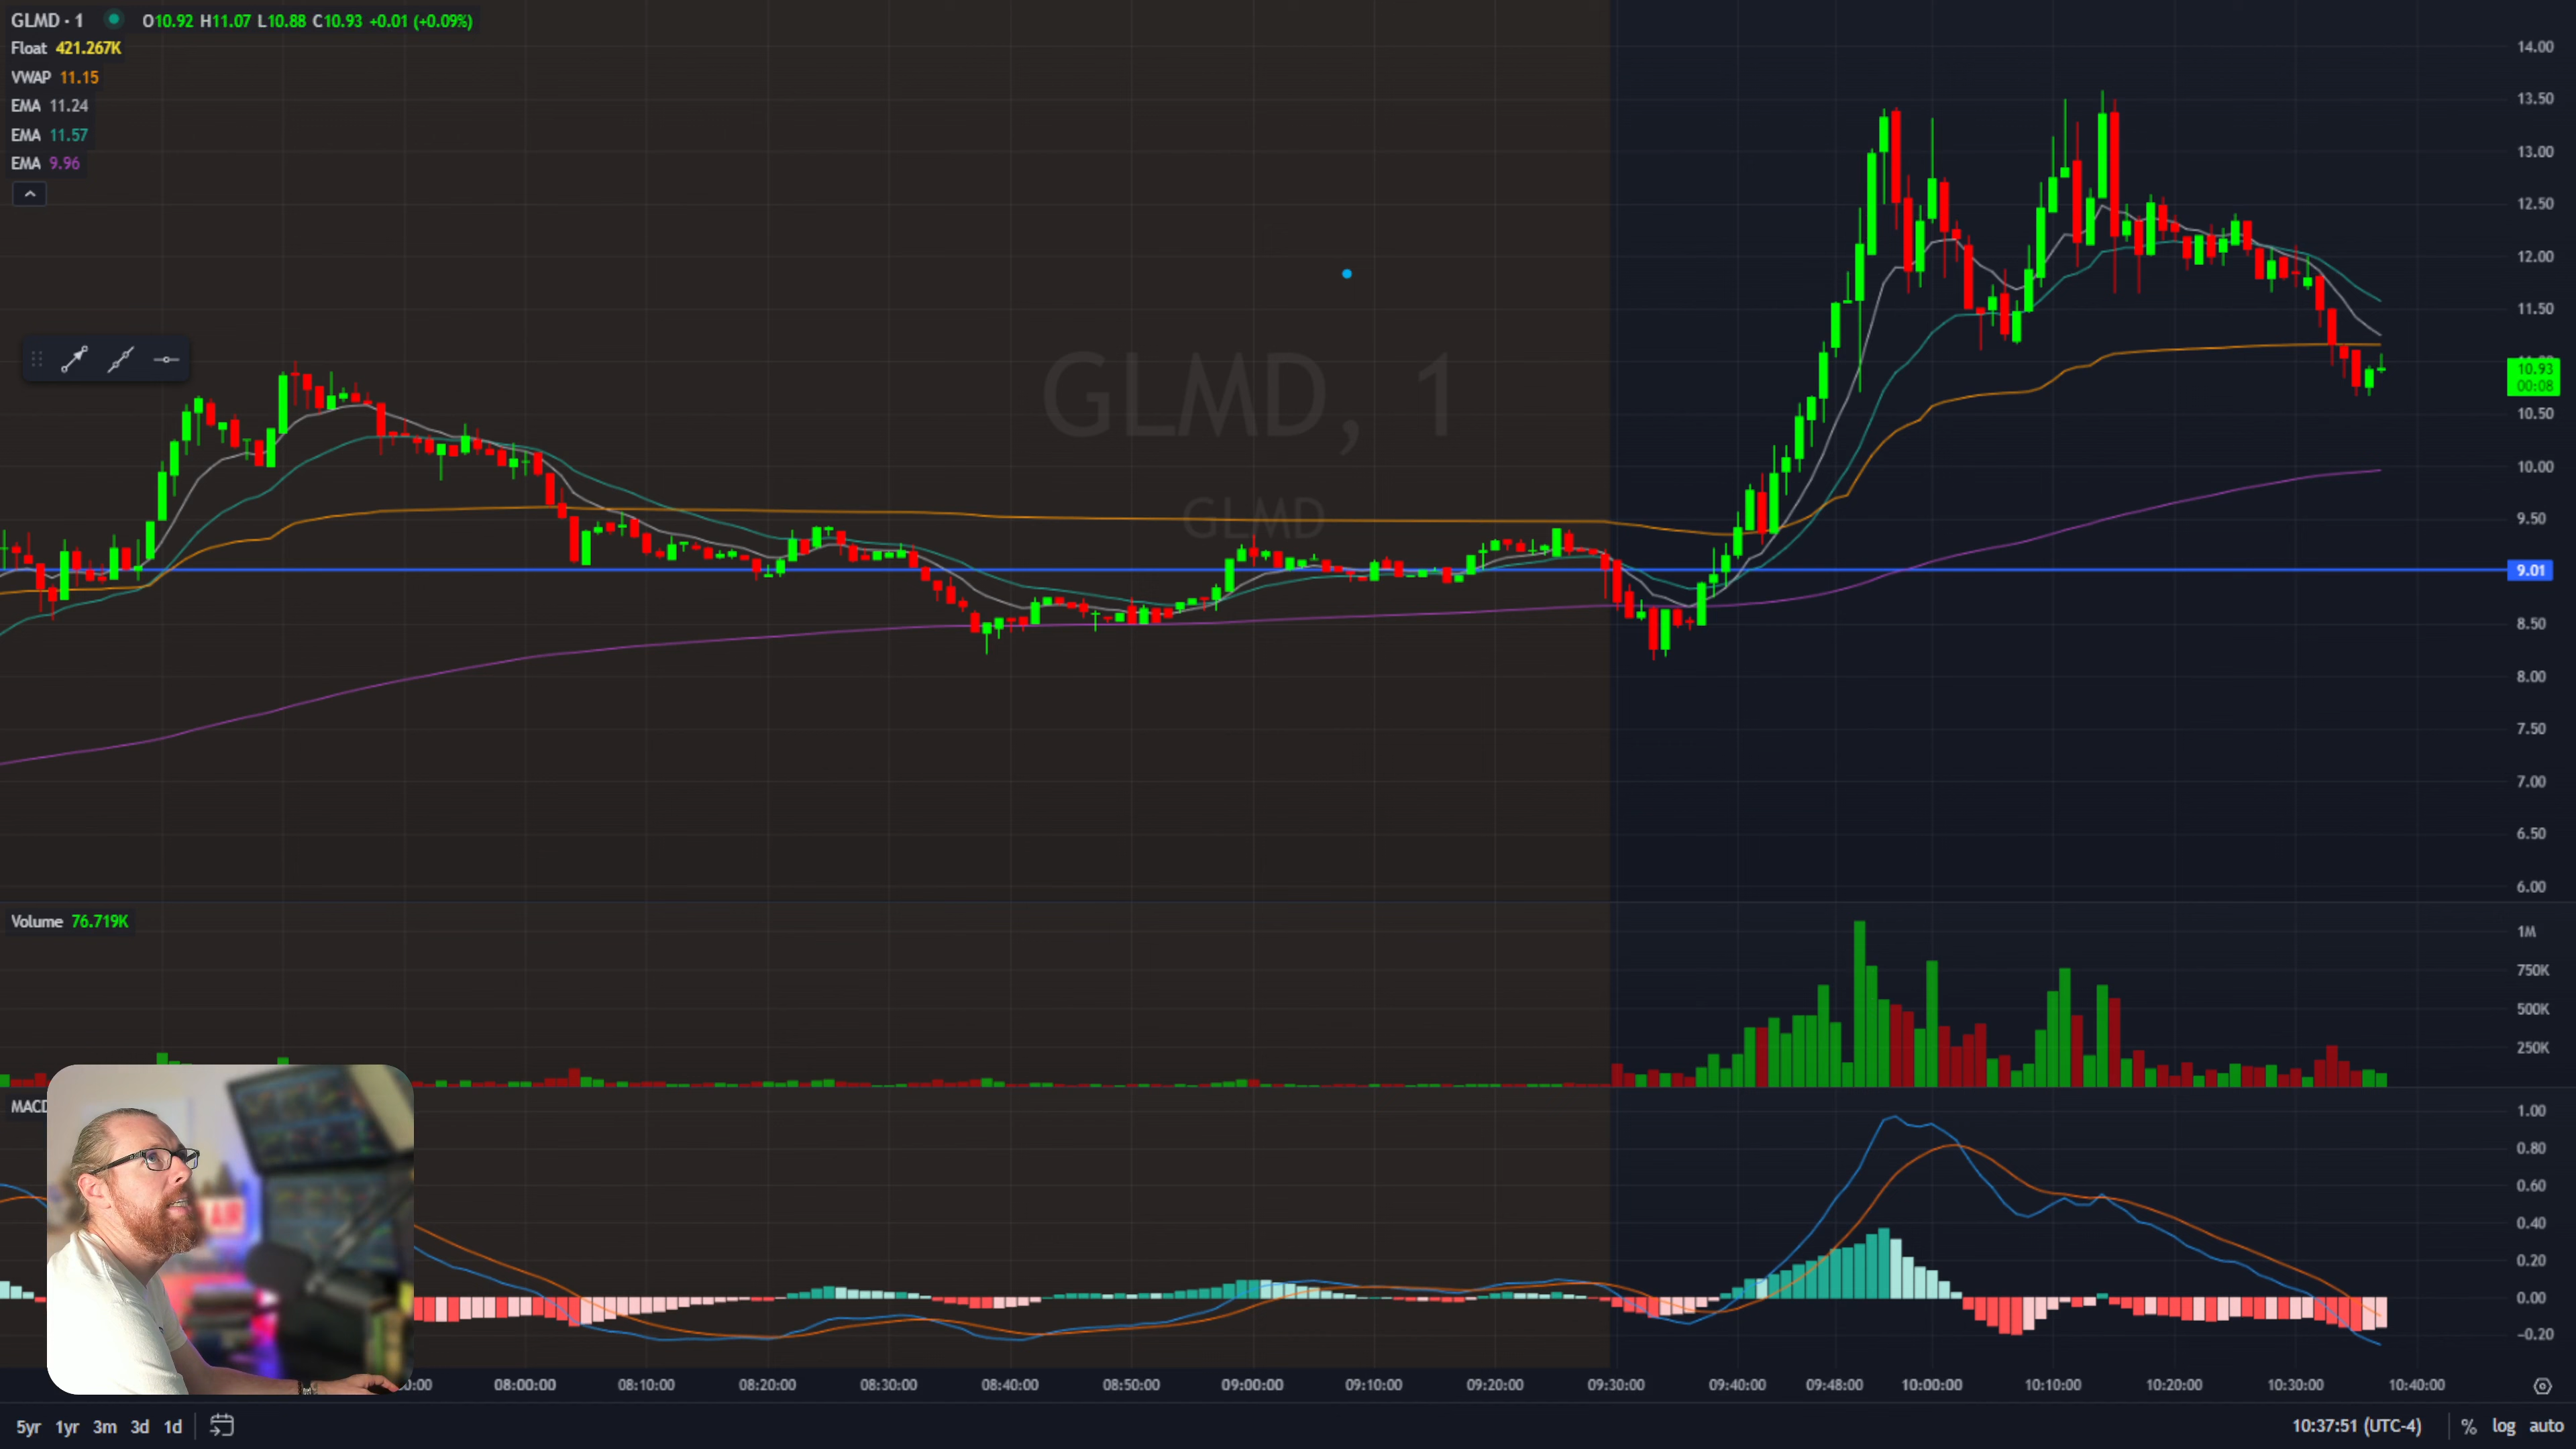 GLMD · 1 O10.92 H11.07 L10.88 C10.93 +0.01 (+0.09%)
Float 421.267K
VWAP 11.15
EMA 11.24
EMA 11.57
EMA 9.96
GLMD, 1
GLMD
14.00
13.50
13.00
12.50
12.00
11.50
10.93
00:08
10.50
10.00
9.50
9.01
8.50
8.00
7.50
7.00
6.50
6.00
Volume 76.719K
1M
750K
500K
250K
MACD
1.00
0.80
0.60
0.40
0.20
0.00
-0.20
08:00:00 08:10:00 08:20:00 08:30:00 08:40:00 08:50:00 09:00:00 09:10:00 09:20:00 09:30:00 09:40:00 09:48:00 10:00:00 10:10:00 10:20:00 10:30:00 10:40:00
5yr 1yr 3m 3d 1d 10:37:51 (UTC-4) % log auto